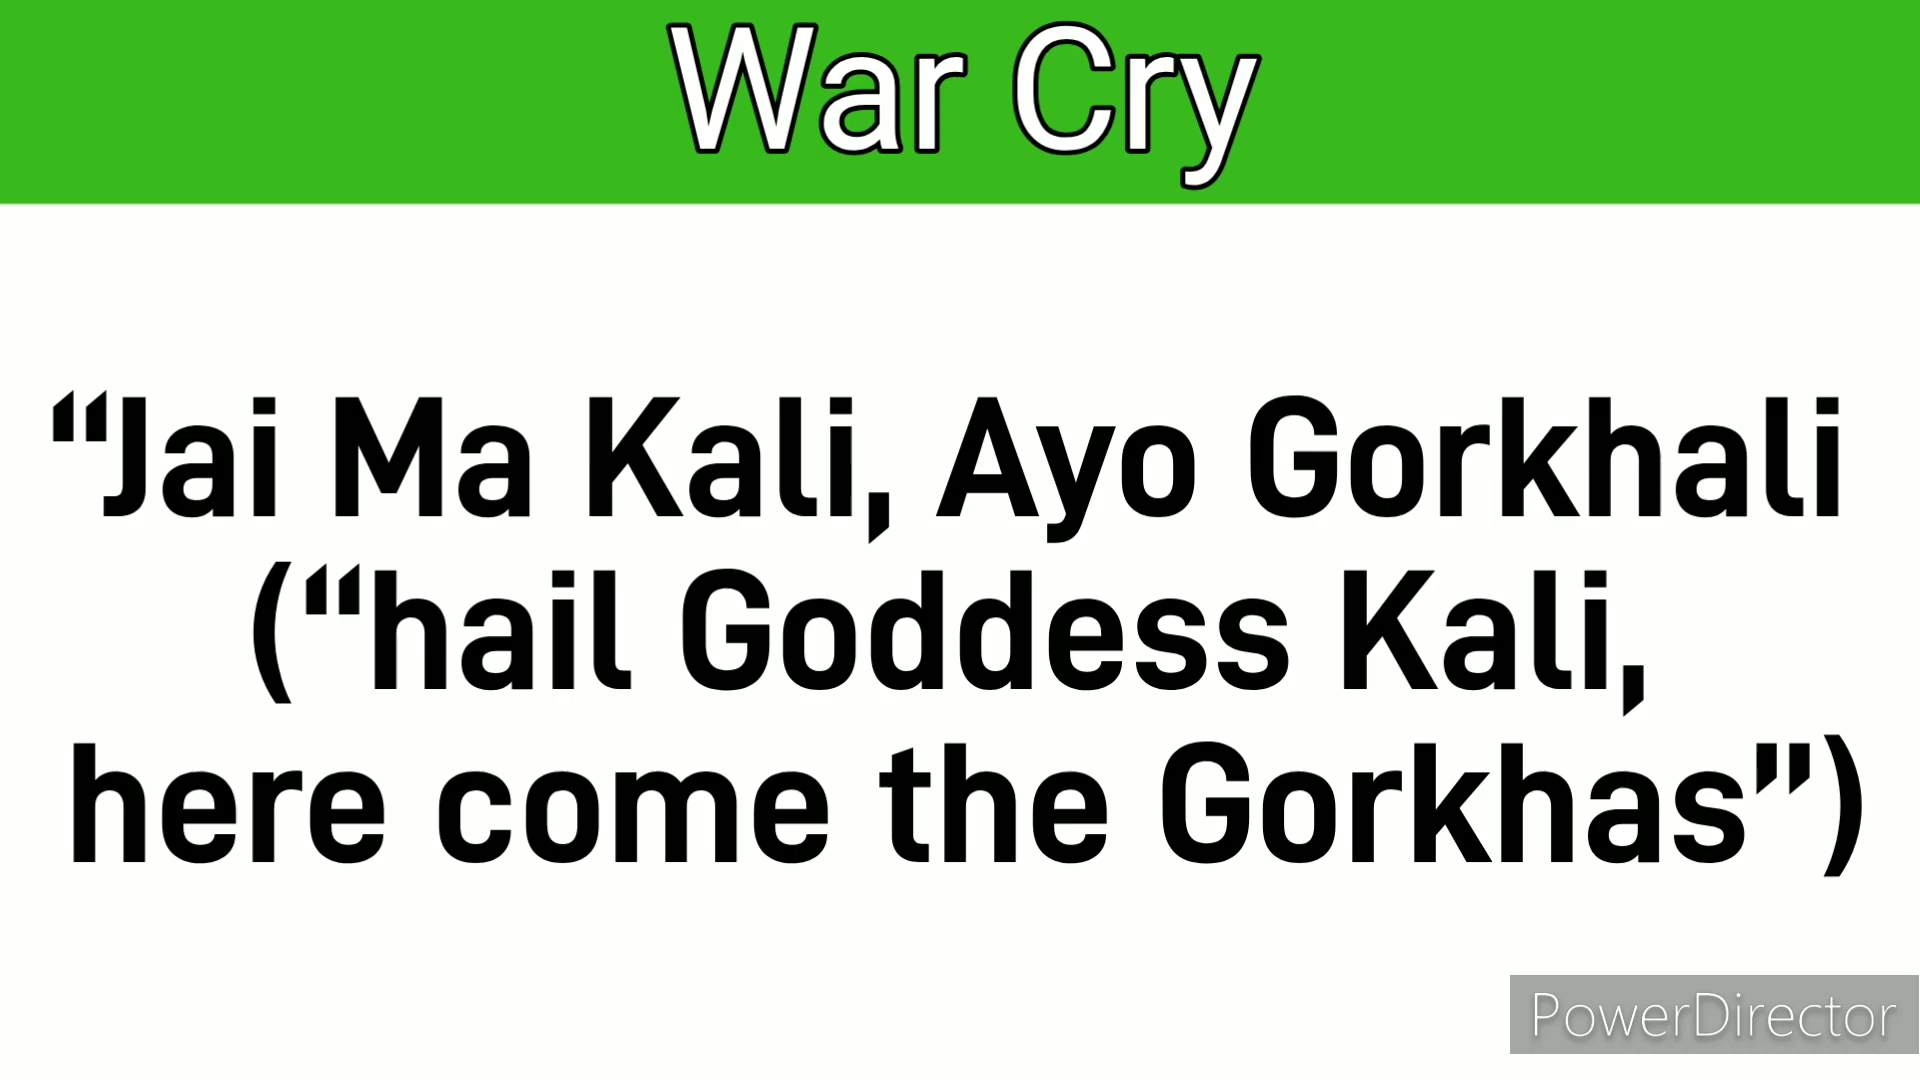 War Cry
“Jai Ma Kali, Ayo Gorkhali
(“hail Goddess Kali,
here come the Gorkhas”)
PowerDirector